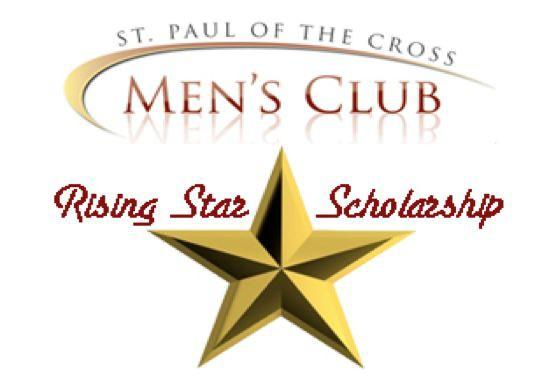 ST. PAUL OF THE CROSS
MEN'S CLUB
Rising Star Scholarship